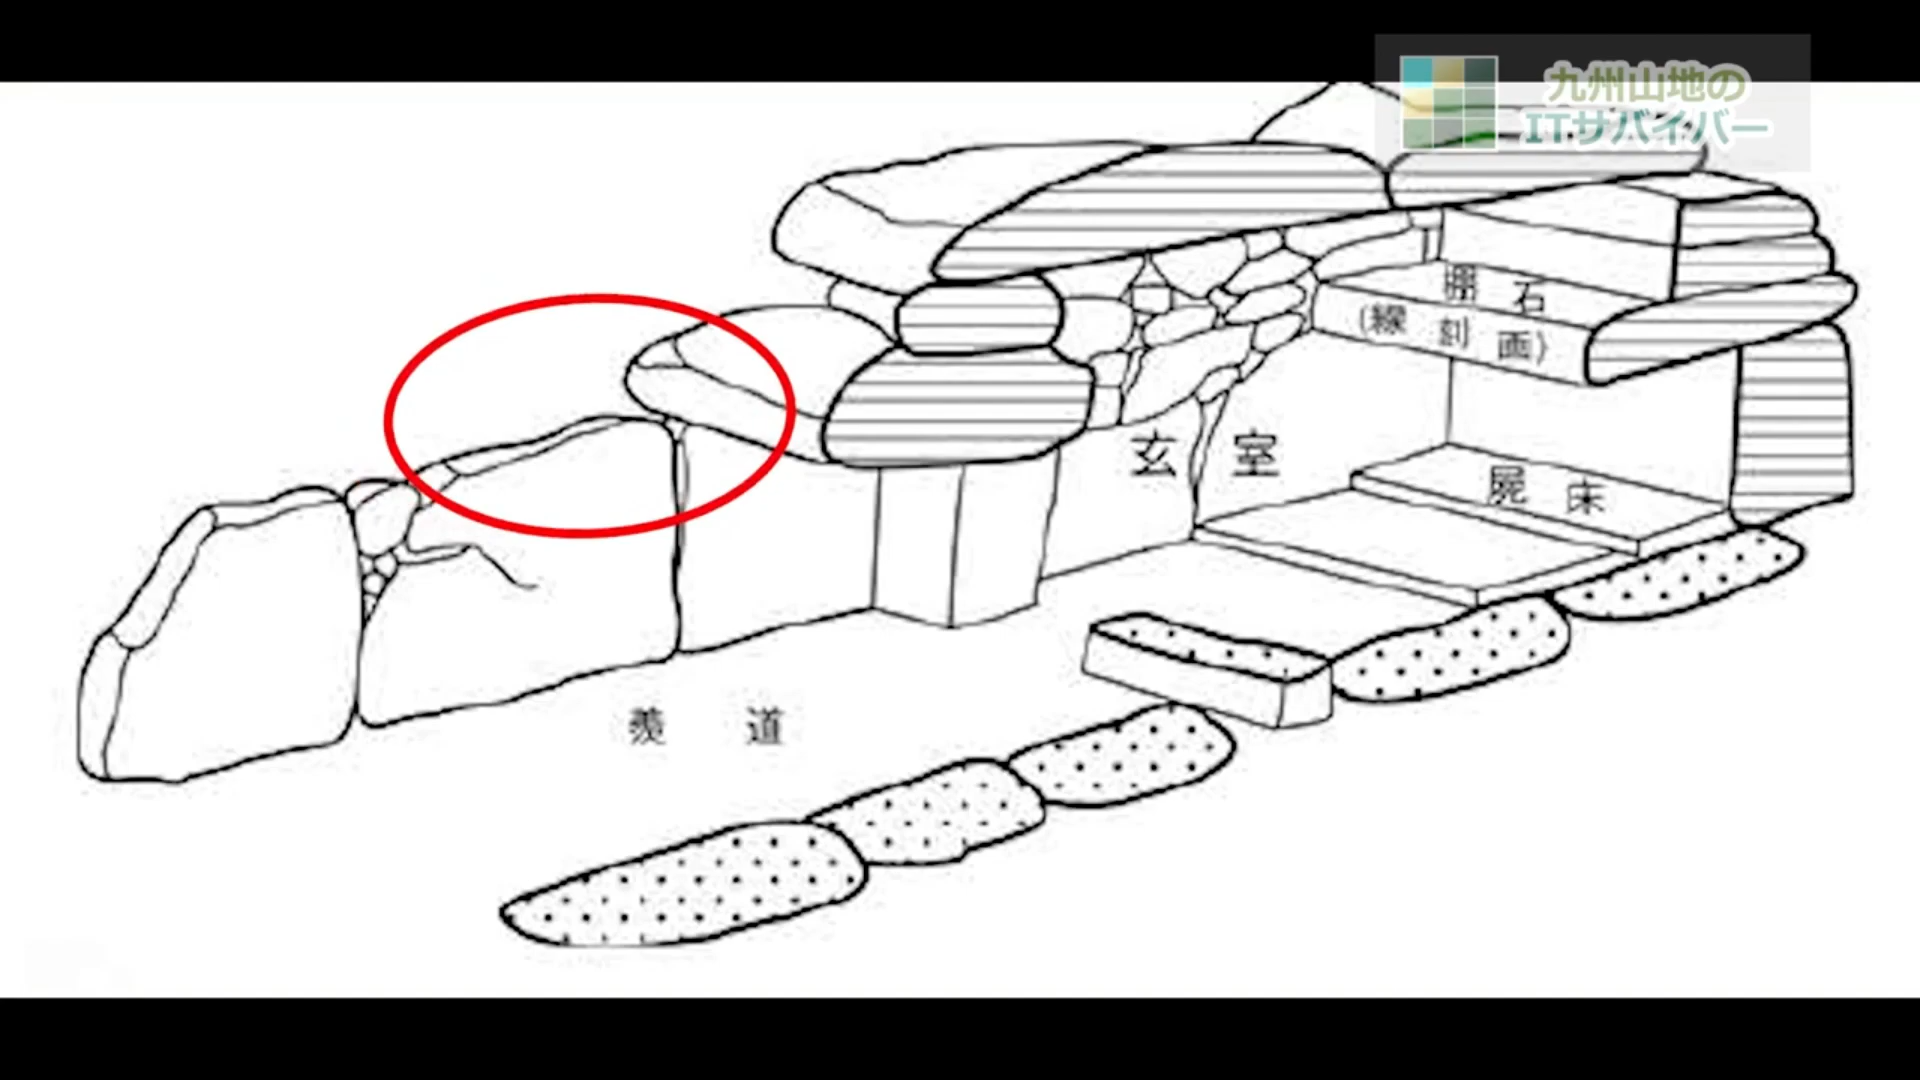 九州山地の
ITサバイバー
棚石
(線刻画)
玄室
屍床
羨道